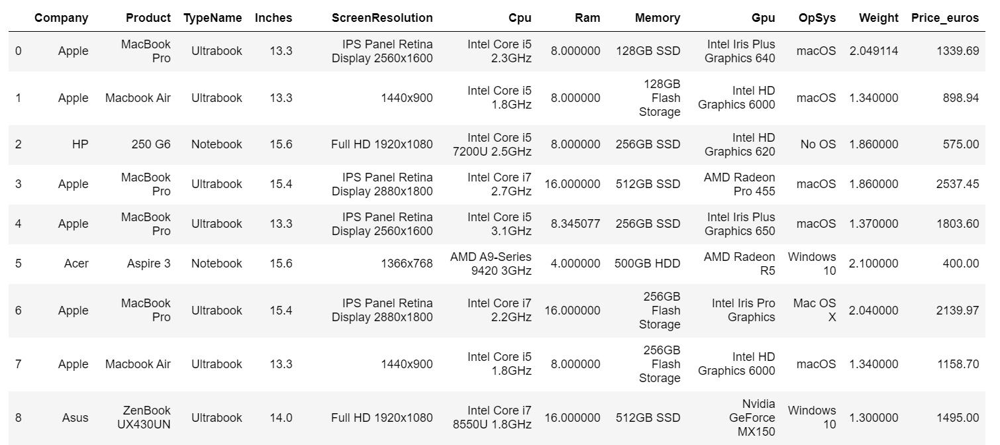 Company Product TypeName Inches ScreenResolution Cpu Ram Memory Gpu OpSys Weight Price_euros
0 Apple MacBook Pro Ultrabook 13.3 IPS Panel Retina Display 2560x1600 Intel Core i5 2.3GHz 8.000000 128GB SSD Intel Iris Plus Graphics 640 macOS 2.049114 1339.69
1 Apple Macbook Air Ultrabook 13.3 1440x900 Intel Core i5 1.8GHz 8.000000 128GB Flash Storage Intel HD Graphics 6000 macOS 1.340000 898.94
2 HP 250 G6 Notebook 15.6 Full HD 1920x1080 Intel Core i5 7200U 2.5GHz 8.000000 256GB SSD Intel HD Graphics 620 No OS 1.860000 575.00
3 Apple MacBook Pro Ultrabook 15.4 IPS Panel Retina Display 2880x1800 Intel Core i7 2.7GHz 16.000000 512GB SSD AMD Radeon Pro 455 macOS 1.860000 2537.45
4 Apple MacBook Pro Ultrabook 13.3 IPS Panel Retina Display 2560x1600 Intel Core i5 3.1GHz 8.345077 256GB SSD Intel Iris Plus Graphics 650 macOS 1.370000 1803.60
5 Acer Aspire 3 Notebook 15.6 1366x768 AMD A9-Series 9420 3GHz 4.000000 500GB HDD AMD Radeon R5 Windows 10 2.100000 400.00
6 Apple MacBook Pro Ultrabook 15.4 IPS Panel Retina Display 2880x1800 Intel Core i7 2.2GHz 16.000000 256GB Flash Storage Intel Iris Pro Graphics Mac OS X 2.040000 2139.97
7 Apple Macbook Air Ultrabook 13.3 1440x900 Intel Core i5 1.8GHz 8.000000 256GB Flash Storage Intel HD Graphics 6000 macOS 1.340000 1158.70
8 Asus ZenBook UX430UN Ultrabook 14.0 Full HD 1920x1080 Intel Core i7 8550U 1.8GHz 16.000000 512GB SSD Nvidia GeForce MX150 Windows 10 1.300000 1495.00